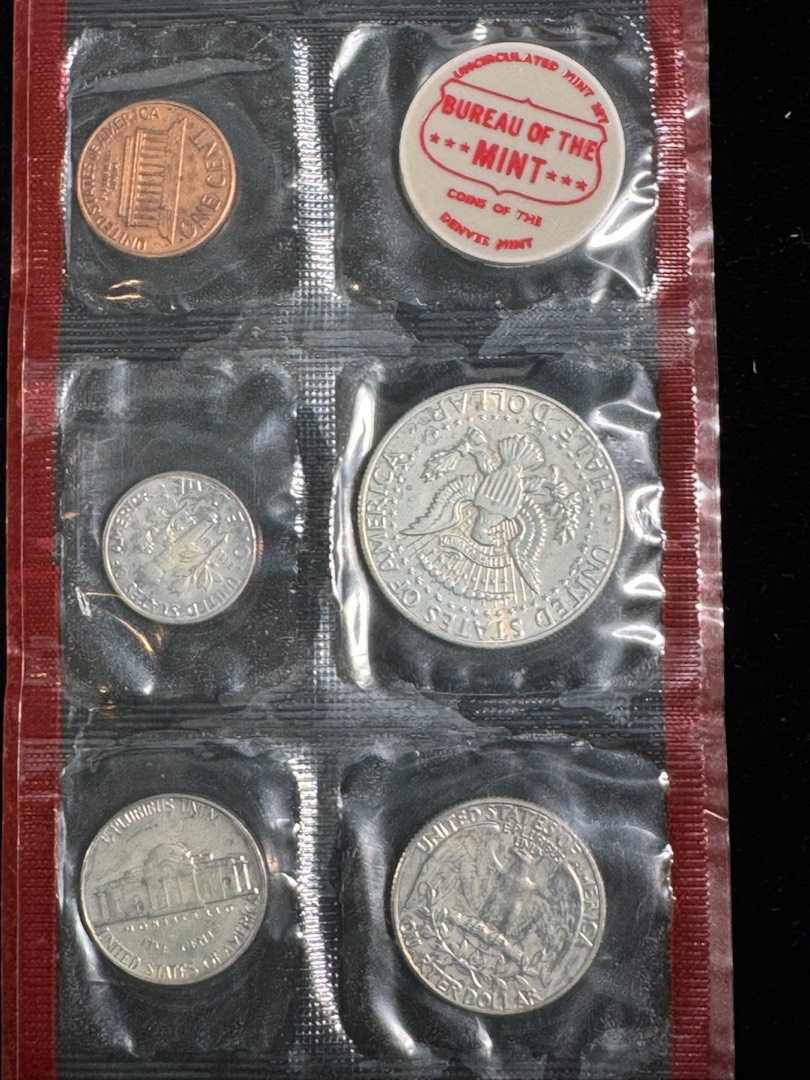 UNITED STATES OF AMERICA
ONE CENT
UNCIRCULATED MINT SET
BUREAU OF THE
*** MINT ***
COINS OF THE
DENVER MINT
UNITED STATES
UNITED STATES OF AMERICA
HALF DOLLAR
E·PLURIBUS UNUM
MONTICELLO
FIVE CENTS
UNITED STATES OF AMERICA
UNITED STATES OF AMERICA
E PLURIBUS
UNUM
QUARTER DOLLAR